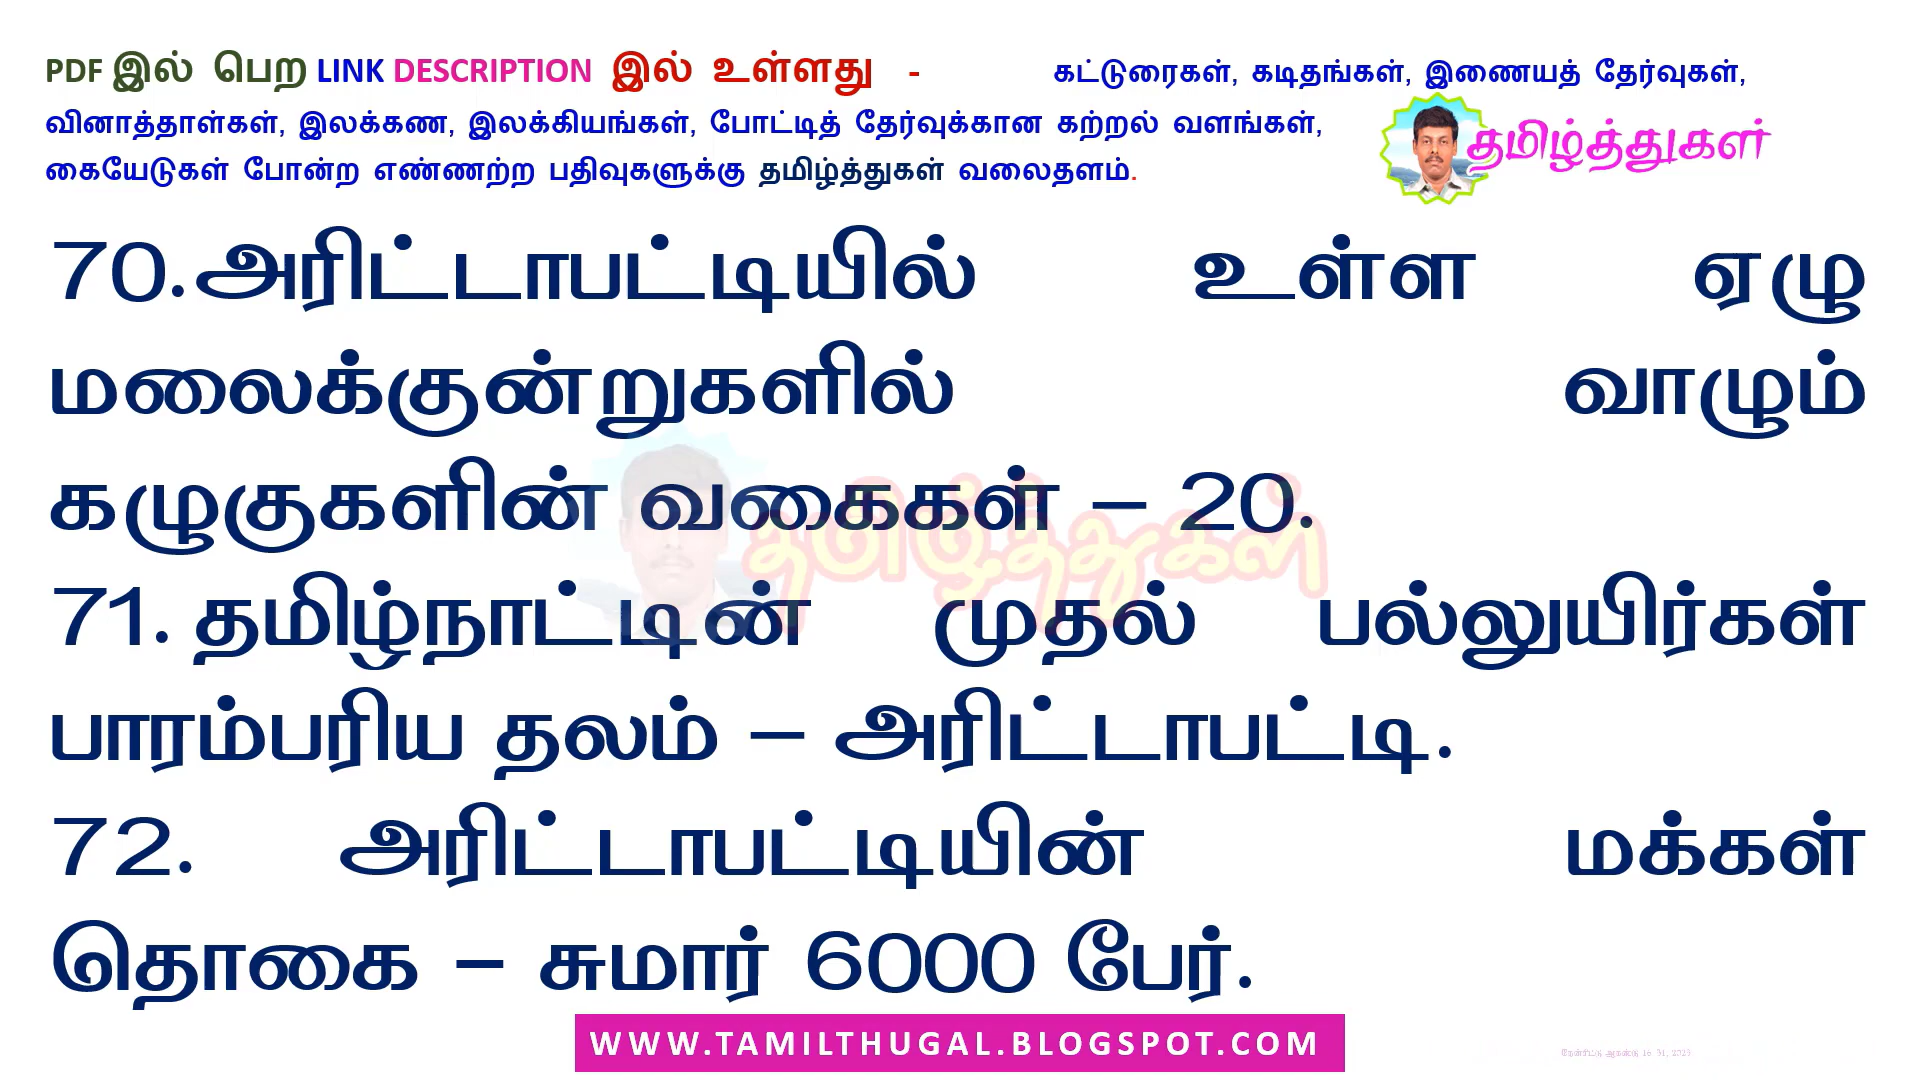 PDF இல் பெற LINK DESCRIPTION இல் உள்ளது - கட்டுரைகள், கடிதங்கள், இணையத் தேர்வுகள்,
வினாத்தாள்கள், இலக்கண, இலக்கியங்கள், போட்டித் தேர்வுக்கான கற்றல் வளங்கள்,
கையேடுகள் போன்ற எண்ணற்ற பதிவுகளுக்கு தமிழ்த்துகள் வலைதளம்.
தமிழ்த்துகள்
70.அரிட்டாபட்டியில் உள்ள ஏழு
மலைக்குன்றுகளில் வாழும்
கழுகுகளின் வகைகள் – 20.
தமிழ்த்துகள்
71. தமிழ்நாட்டின் முதல் பல்லுயிர்கள்
பாரம்பரிய தலம் – அரிட்டாபட்டி.
72. அரிட்டாபட்டியின் மக்கள்
தொகை – சுமார் 6000 பேர்.
WWW.TAMILTHUGAL.BLOGSPOT.COM